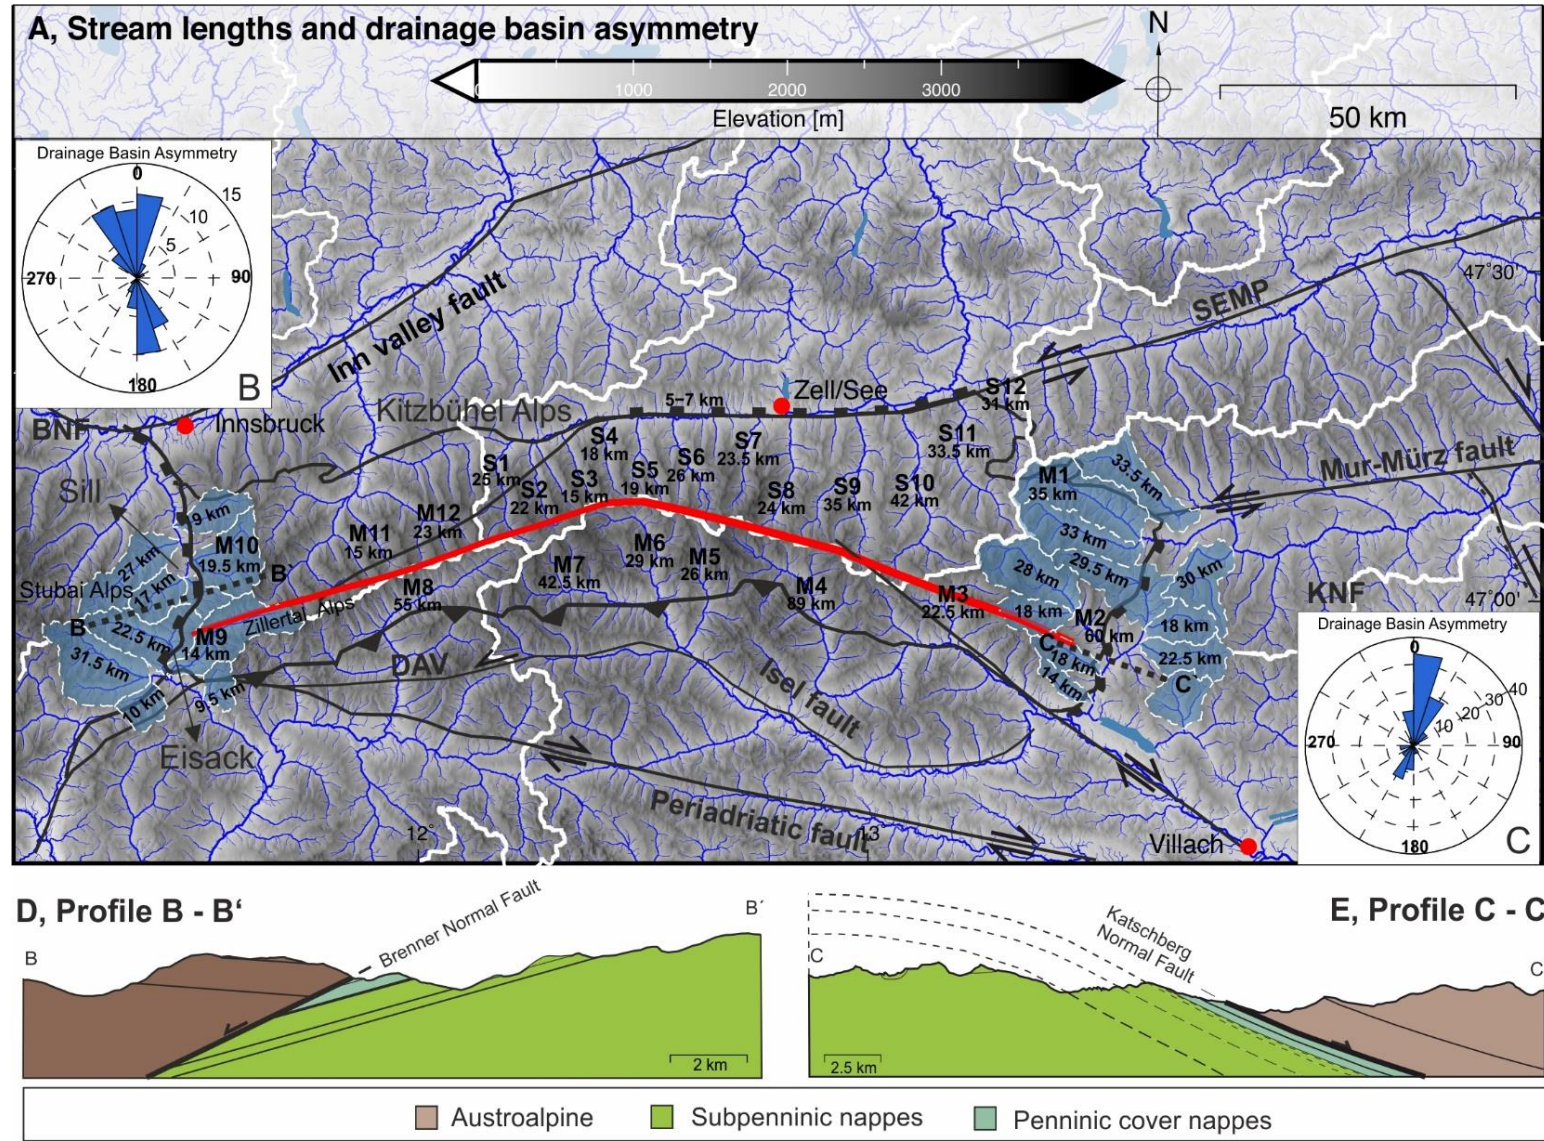 A, Stream lengths and drainage basin asymmetry
N
0
1000
2000
3000
Elevation [m]
50 km
Drainage Basin Asymmetry
0
15
10
5
270
90
180
B
47°30'
SEMP
Inn valley fault
Zell/See
S12
31 km
5–7 km
Kitzbühel Alps
BNF
Innsbruck
S4
18 km
S7
23.5 km
S11
33.5 km
Mur-Mürz fault
S1
25 km
S6
26 km
S5
19 km
S3
15 km
S2
22 km
S8
24 km
S9
35 km
S10
42 km
M1
35 km
33.5 km
Sill
9 km
M12
23 km
M11
15 km
33 km
M10
19.5 km
27 km
M6
29 km
M5
26 km
M7
42.5 km
28 km
29.5 km
30 km
Stubai Alps
17 km
B'
M8
55 km
M4
89 km
M3
22.5 km
18 km
KNF
47°00'
Zillertal Alps
B
22.5 km
M9
14 km
M2
60 km
18 km
31.5 km
DAV
Isel fault
C
18 km
22.5 km
14 km
C'
10 km
9.5 km
Eisack
Drainage Basin Asymmetry
0
40
30
20
10
270
90
180
C
Periadriatic fault
12°
13
Villach
D, Profile B - B‘
B
Brenner Normal Fault
B´
2 km
E, Profile C - C
C
Katschberg
Normal Fault
C
2.5 km
Austroalpine
Subpenninic nappes
Penninic cover nappes